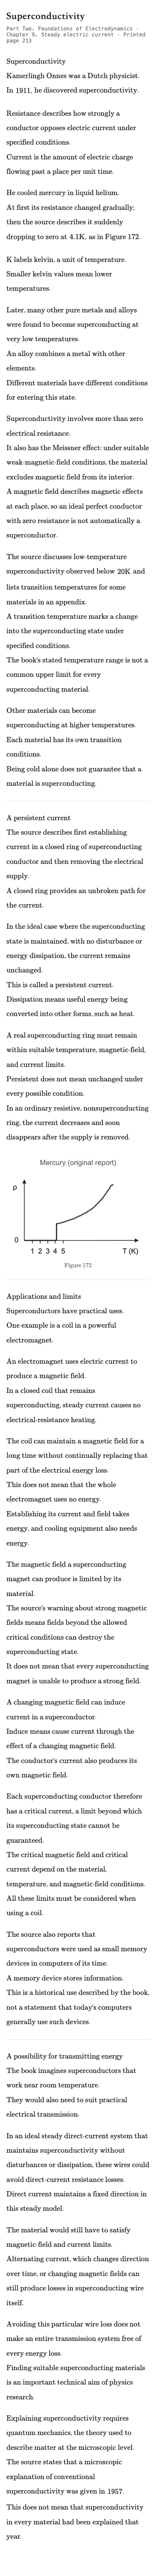 Superconductivity
Part Two. Foundations of Electrodynamics ·
Chapter 9. Steady electric current · Printed
page 213
Superconductivity
Kamerlingh Onnes was a Dutch physicist.
In 1911, he discovered superconductivity.
Resistance describes how strongly a
conductor opposes electric current under
specified conditions.
Current is the amount of electric charge
flowing past a place per unit time.
He cooled mercury in liquid helium.
At first its resistance changed gradually;
then the source describes it suddenly
dropping to zero at 4.1K, as in Figure 172.
K labels kelvin, a unit of temperature.
Smaller kelvin values mean lower
temperatures.
Later, many other pure metals and alloys
were found to become superconducting at
very low temperatures.
An alloy combines a metal with other
elements.
Different materials have different conditions
for entering this state.
Superconductivity involves more than zero
electrical resistance.
It also has the Meissner effect: under suitable
weak-magnetic-field conditions, the material
excludes magnetic field from its interior.
A magnetic field describes magnetic effects
at each place, so an ideal perfect conductor
with zero resistance is not automatically a
superconductor.
The source discusses low-temperature
superconductivity observed below 20K and
lists transition temperatures for some
materials in an appendix.
A transition temperature marks a change
into the superconducting state under
specified conditions.
The book's stated temperature range is not a
common upper limit for every
superconducting material.
Other materials can become
superconducting at higher temperatures.
Each material has its own transition
conditions.
Being cold alone does not guarantee that a
material is superconducting.
A persistent current
The source describes first establishing
current in a closed ring of superconducting
conductor and then removing the electrical
supply.
A closed ring provides an unbroken path for
the current.
In the ideal case where the superconducting
state is maintained, with no disturbance or
energy dissipation, the current remains
unchanged.
This is called a persistent current.
Dissipation means useful energy being
converted into other forms, such as heat.
A real superconducting ring must remain
within suitable temperature, magnetic-field,
and current limits.
Persistent does not mean unchanged under
every possible condition.
In an ordinary resistive, nonsuperconducting
ring, the current decreases and soon
disappears after the supply is removed.
Mercury (original report)
ρ
0
1 2 3 4 5 T (K)
Figure 172
Applications and limits
Superconductors have practical uses.
One example is a coil in a powerful
electromagnet.
An electromagnet uses electric current to
produce a magnetic field.
In a closed coil that remains
superconducting, steady current causes no
electrical-resistance heating.
The coil can maintain a magnetic field for a
long time without continually replacing that
part of the electrical energy loss.
This does not mean that the whole
electromagnet uses no energy.
Establishing its current and field takes
energy, and cooling equipment also needs
energy.
The magnetic field a superconducting
magnet can produce is limited by its
material.
The source's warning about strong magnetic
fields means fields beyond the allowed
critical conditions can destroy the
superconducting state.
It does not mean that every superconducting
magnet is unable to produce a strong field.
A changing magnetic field can induce
current in a superconductor.
Induce means cause current through the
effect of a changing magnetic field.
The conductor's current also produces its
own magnetic field.
Each superconducting conductor therefore
has a critical current, a limit beyond which
its superconducting state cannot be
guaranteed.
The critical magnetic field and critical
current depend on the material,
temperature, and magnetic-field conditions.
All these limits must be considered when
using a coil.
The source also reports that
superconductors were used as small memory
devices in computers of its time.
A memory device stores information.
This is a historical use described by the book,
not a statement that today's computers
generally use such devices.
A possibility for transmitting energy
The book imagines superconductors that
work near room temperature.
They would also need to suit practical
electrical transmission.
In an ideal steady direct-current system that
maintains superconductivity without
disturbances or dissipation, these wires could
avoid direct-current resistance losses.
Direct current maintains a fixed direction in
this steady model.
The material would still have to satisfy
magnetic-field and current limits.
Alternating current, which changes direction
over time, or changing magnetic fields can
still produce losses in superconducting wire
itself.
Avoiding this particular wire loss does not
make an entire transmission system free of
every energy loss.
Finding suitable superconducting materials
is an important technical aim of physics
research.
Explaining superconductivity requires
quantum mechanics, the theory used to
describe matter at the microscopic level.
The source states that a microscopic
explanation of conventional
superconductivity was given in 1957.
This does not mean that superconductivity
in every material had been explained that
year.